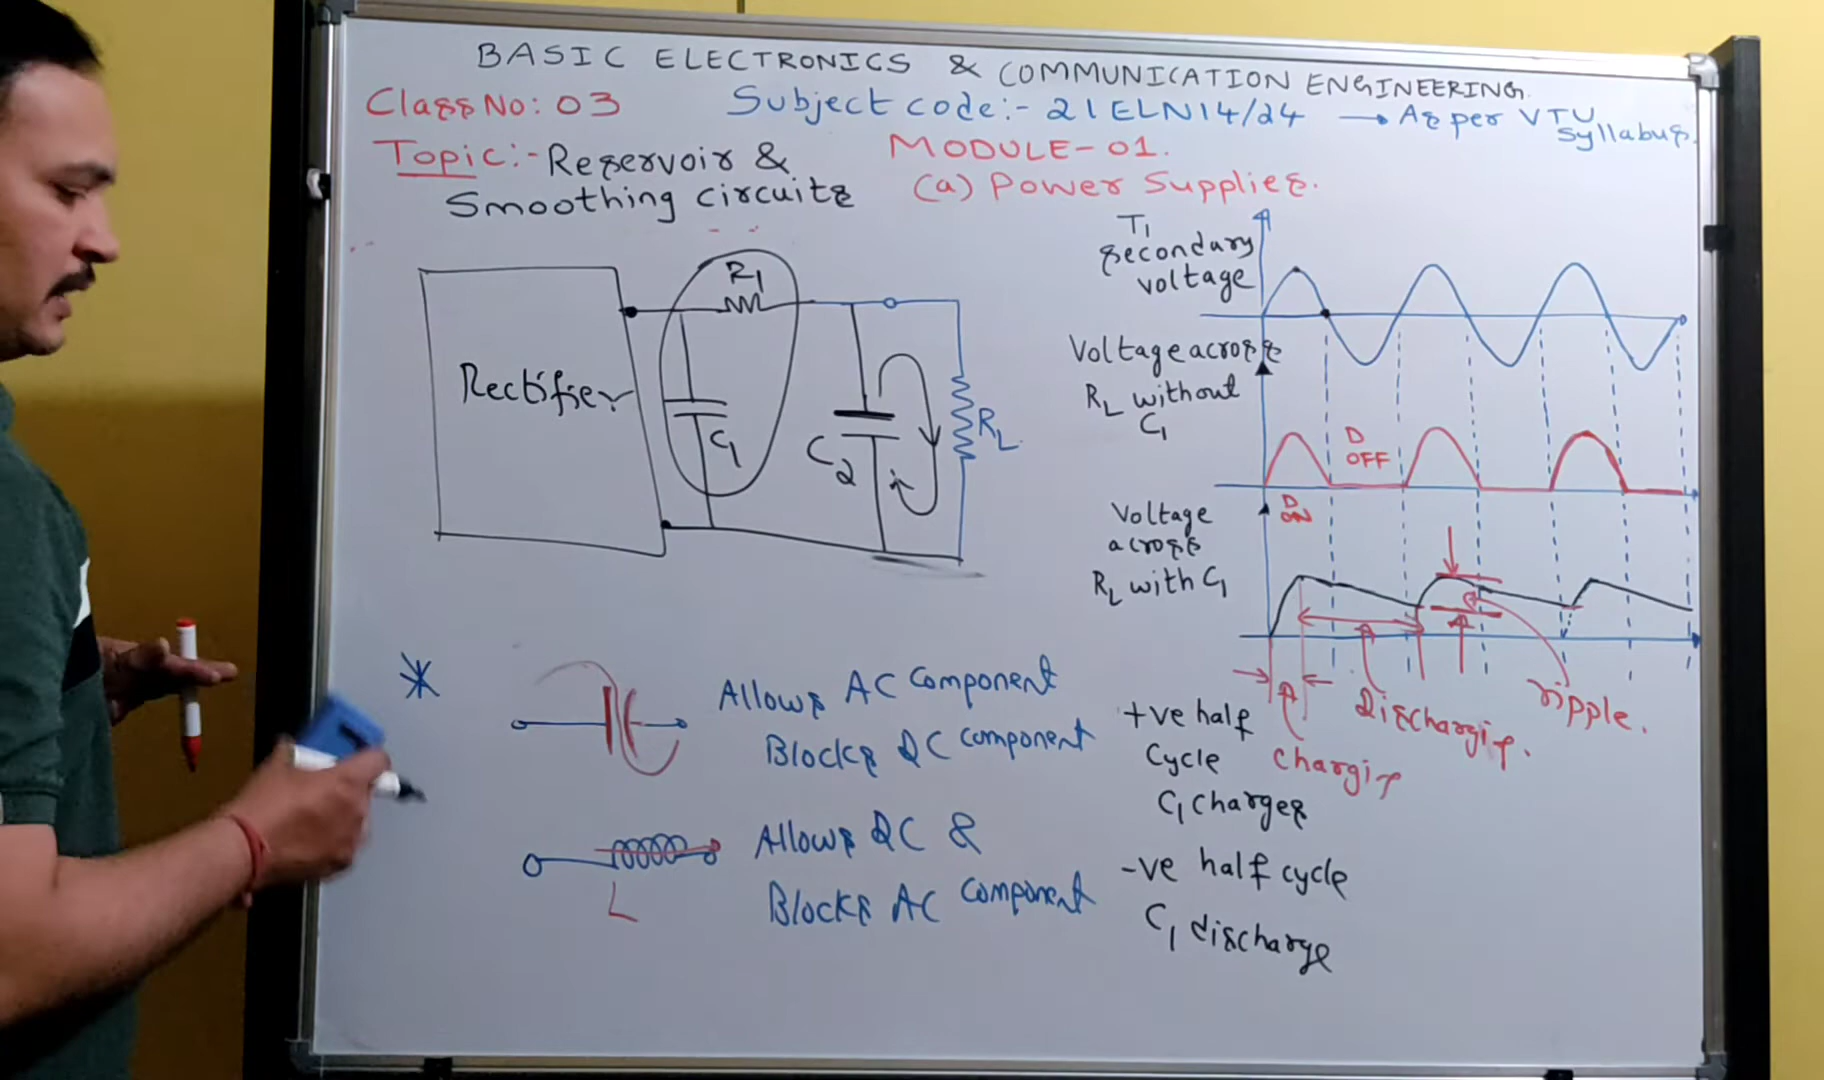 BASIC ELECTRONICS & COMMUNICATION ENGINEERING
Class No: 03 Subject code:- 21ELN14/24 → As per VTU Syllabus.
Topic:- Reservoir & Smoothing circuits
MODULE-01.
(a) Power Supplies.
Rectifier
R1
C1
C2
i
RL
T1 secondary voltage
Voltage across RL without C1
D ON
D OFF
Voltage across RL with C1
ripple.
discharging.
charging
+ve half cycle
C1 charges
-ve half cycle
C1 discharge
*
Allows AC component
Blocks DC component
L
Allows DC &
Blocks AC component